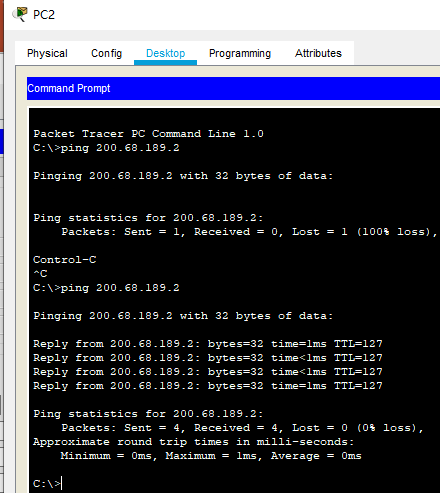 PC2
Physical Config Desktop Programming Attributes
Command Prompt
Packet Tracer PC Command Line 1.0
C:\>ping 200.68.189.2
Pinging 200.68.189.2 with 32 bytes of data:
Ping statistics for 200.68.189.2:
    Packets: Sent = 1, Received = 0, Lost = 1 (100% loss),
Control-C
^C
C:\>ping 200.68.189.2
Pinging 200.68.189.2 with 32 bytes of data:
Reply from 200.68.189.2: bytes=32 time=1ms TTL=127
Reply from 200.68.189.2: bytes=32 time<1ms TTL=127
Reply from 200.68.189.2: bytes=32 time<1ms TTL=127
Reply from 200.68.189.2: bytes=32 time=1ms TTL=127
Ping statistics for 200.68.189.2:
    Packets: Sent = 4, Received = 4, Lost = 0 (0% loss),
Approximate round trip times in milli-seconds:
    Minimum = 0ms, Maximum = 1ms, Average = 0ms
C:\>